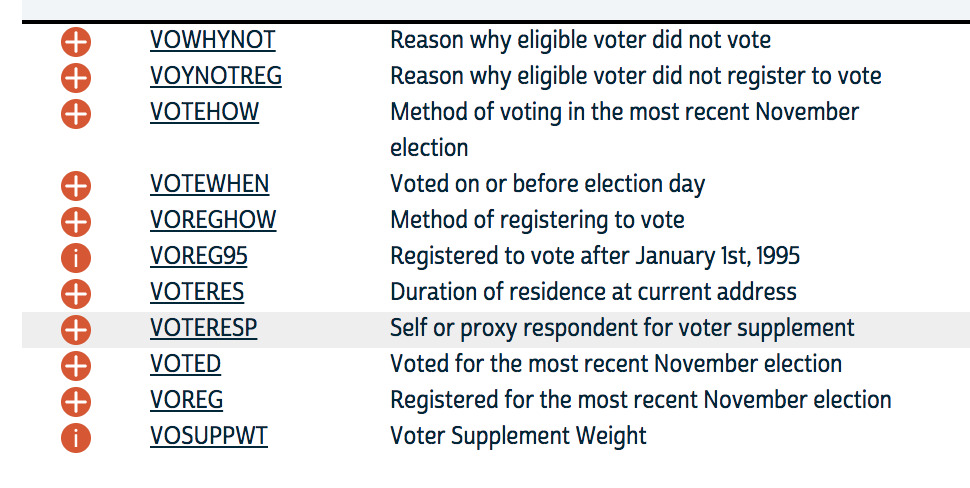 VOWHYNOT Reason why eligible voter did not vote
VOYNOTREG Reason why eligible voter did not register to vote
VOTEHOW Method of voting in the most recent November
election
VOTEWHEN Voted on or before election day
VOREGHOW Method of registering to vote
i VOREG95 Registered to vote after January 1st, 1995
VOTERES Duration of residence at current address
VOTERESP Self or proxy respondent for voter supplement
VOTED Voted for the most recent November election
VOREG Registered for the most recent November election
i VOSUPPWT Voter Supplement Weight